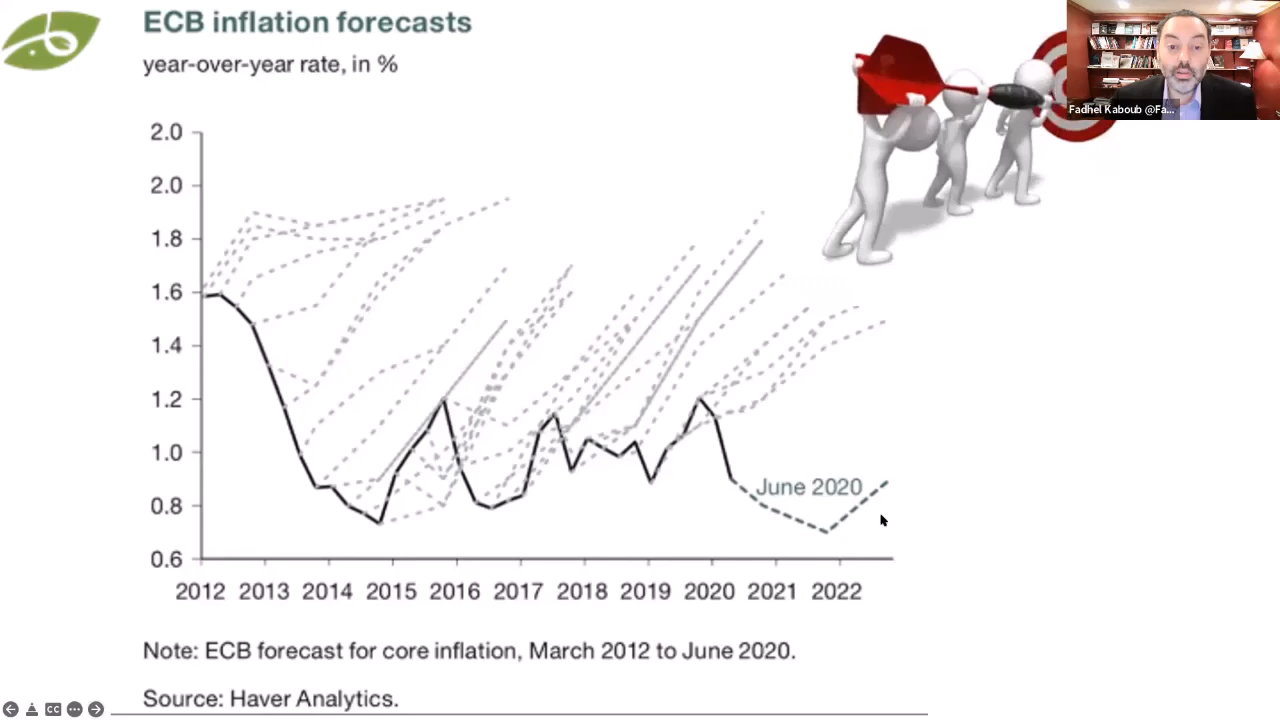 ECB inflation forecasts
year-over-year rate, in %
Fadhel Kaboub @Fa...
2.0
2.0
1.8
1.6
1.4
1.2
1.0
0.8
0.6
June 2020
2012 2013 2014 2015 2016 2017 2018 2019 2020 2021 2022
Note: ECB forecast for core inflation, March 2012 to June 2020.
Source: Haver Analytics.
CC